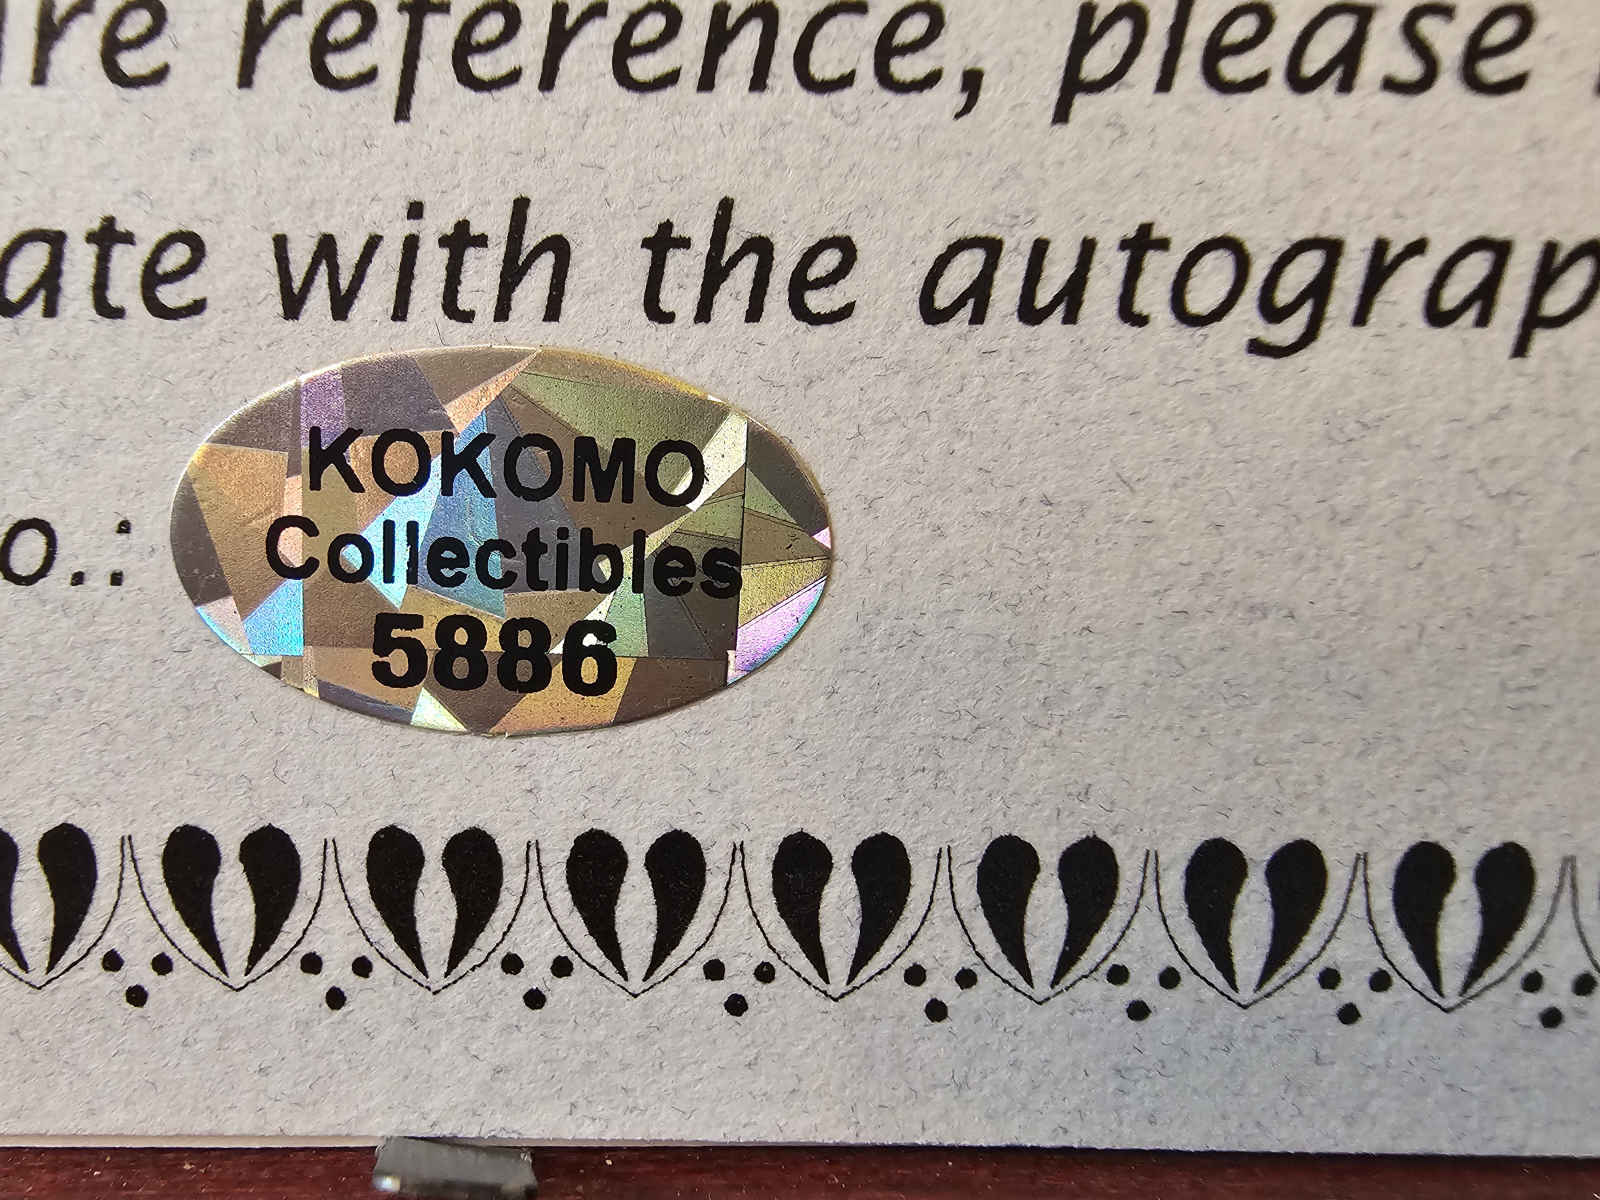 re reference, please
ate with the autograp
o.:
KOKOMO
Collectibles
5886